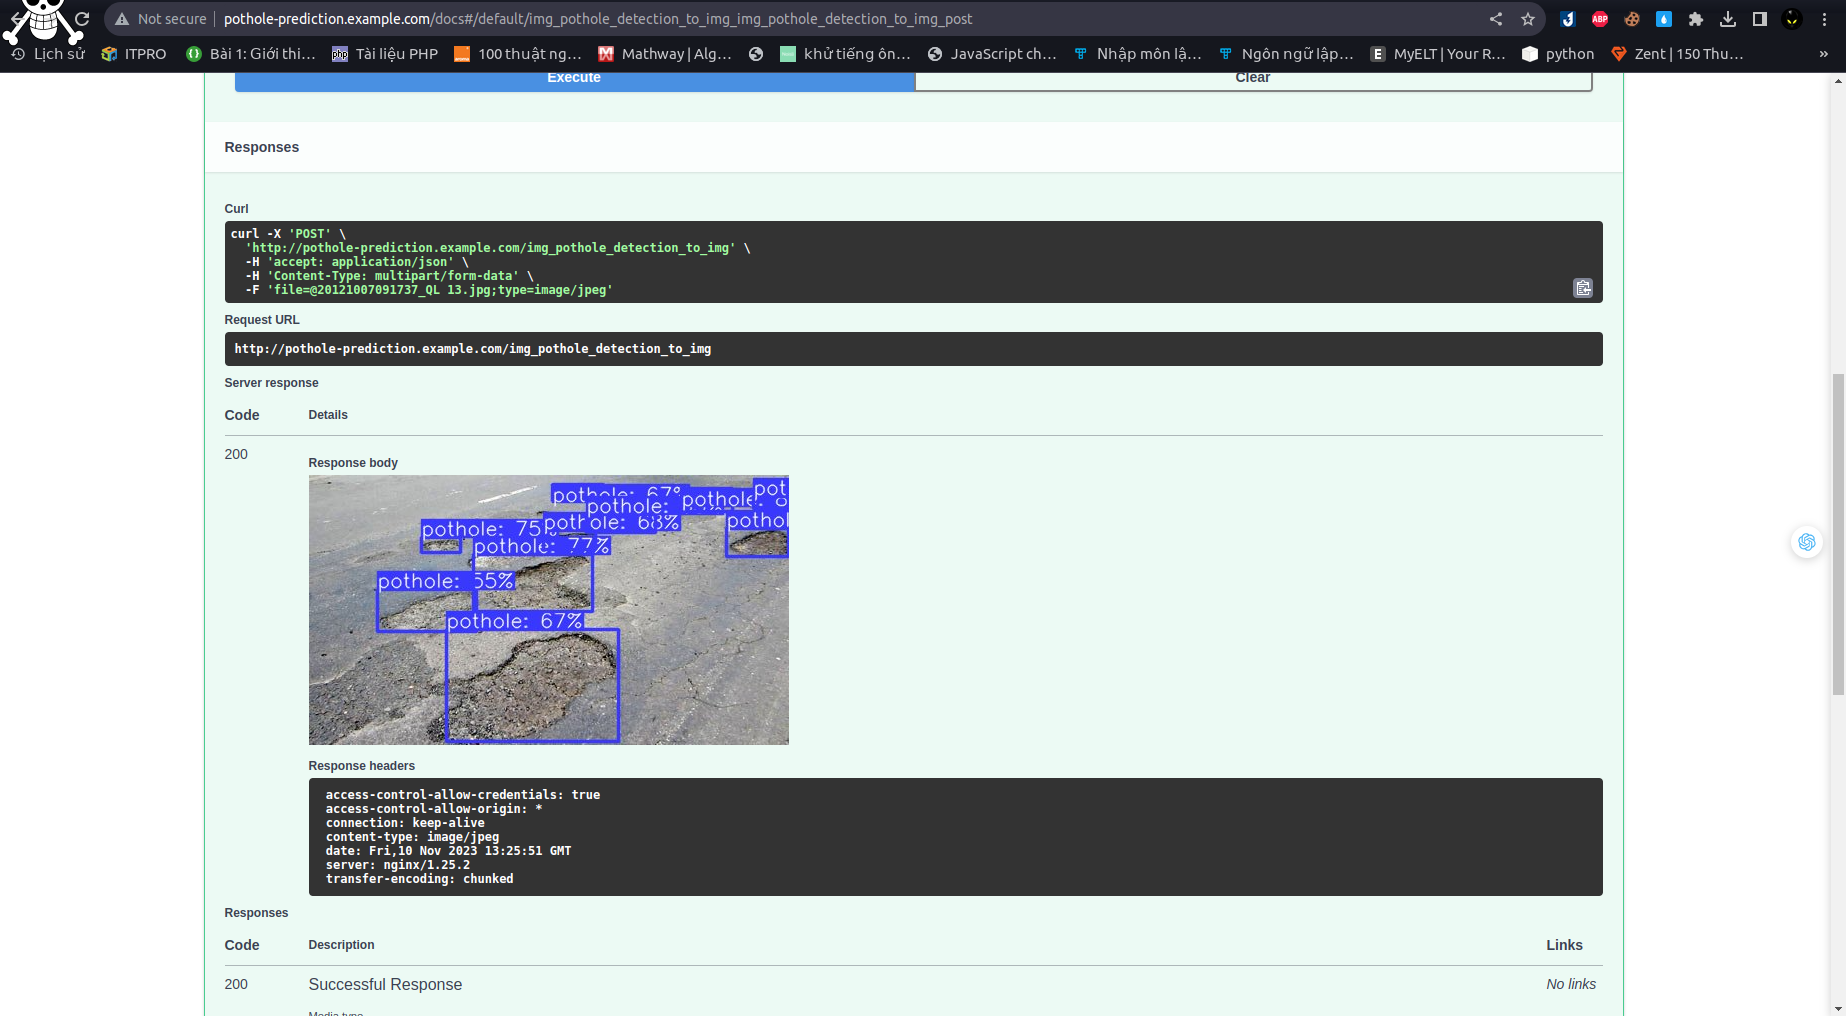 Not secure pothole-prediction.example.com/docs#/default/img_pothole_detection_to_img_img_pothole_detection_to_img_post
Lịch sử ITPRO Bài 1: Giới thi... Tài liệu PHP 100 thuật ng... Mathway | Alg... khử tiếng ôn... JavaScript ch... Nhập môn lậ... Ngôn ngữ lập... MyELT | Your R... python Zent | 150 Thu... »
Execute Clear
Responses
Curl
curl -X 'POST' \
'http://pothole-prediction.example.com/img_pothole_detection_to_img' \
-H 'accept: application/json' \
-H 'Content-Type: multipart/form-data' \
-F 'file=@20121007091737_QL 13.jpg;type=image/jpeg'
Request URL
http://pothole-prediction.example.com/img_pothole_detection_to_img
Server response
Code Details
200
Response body
pothole: 67%
pot
pothole:
pothole:
pothol
pothole: 75
pothole: 68%
pothole: 77%
pothole: 55%
pothole: 67%
Response headers
access-control-allow-credentials: true
access-control-allow-origin: *
connection: keep-alive
content-type: image/jpeg
date: Fri,10 Nov 2023 13:25:51 GMT
server: nginx/1.25.2
transfer-encoding: chunked
Responses
Code Description Links
200 Successful Response No links
Media type